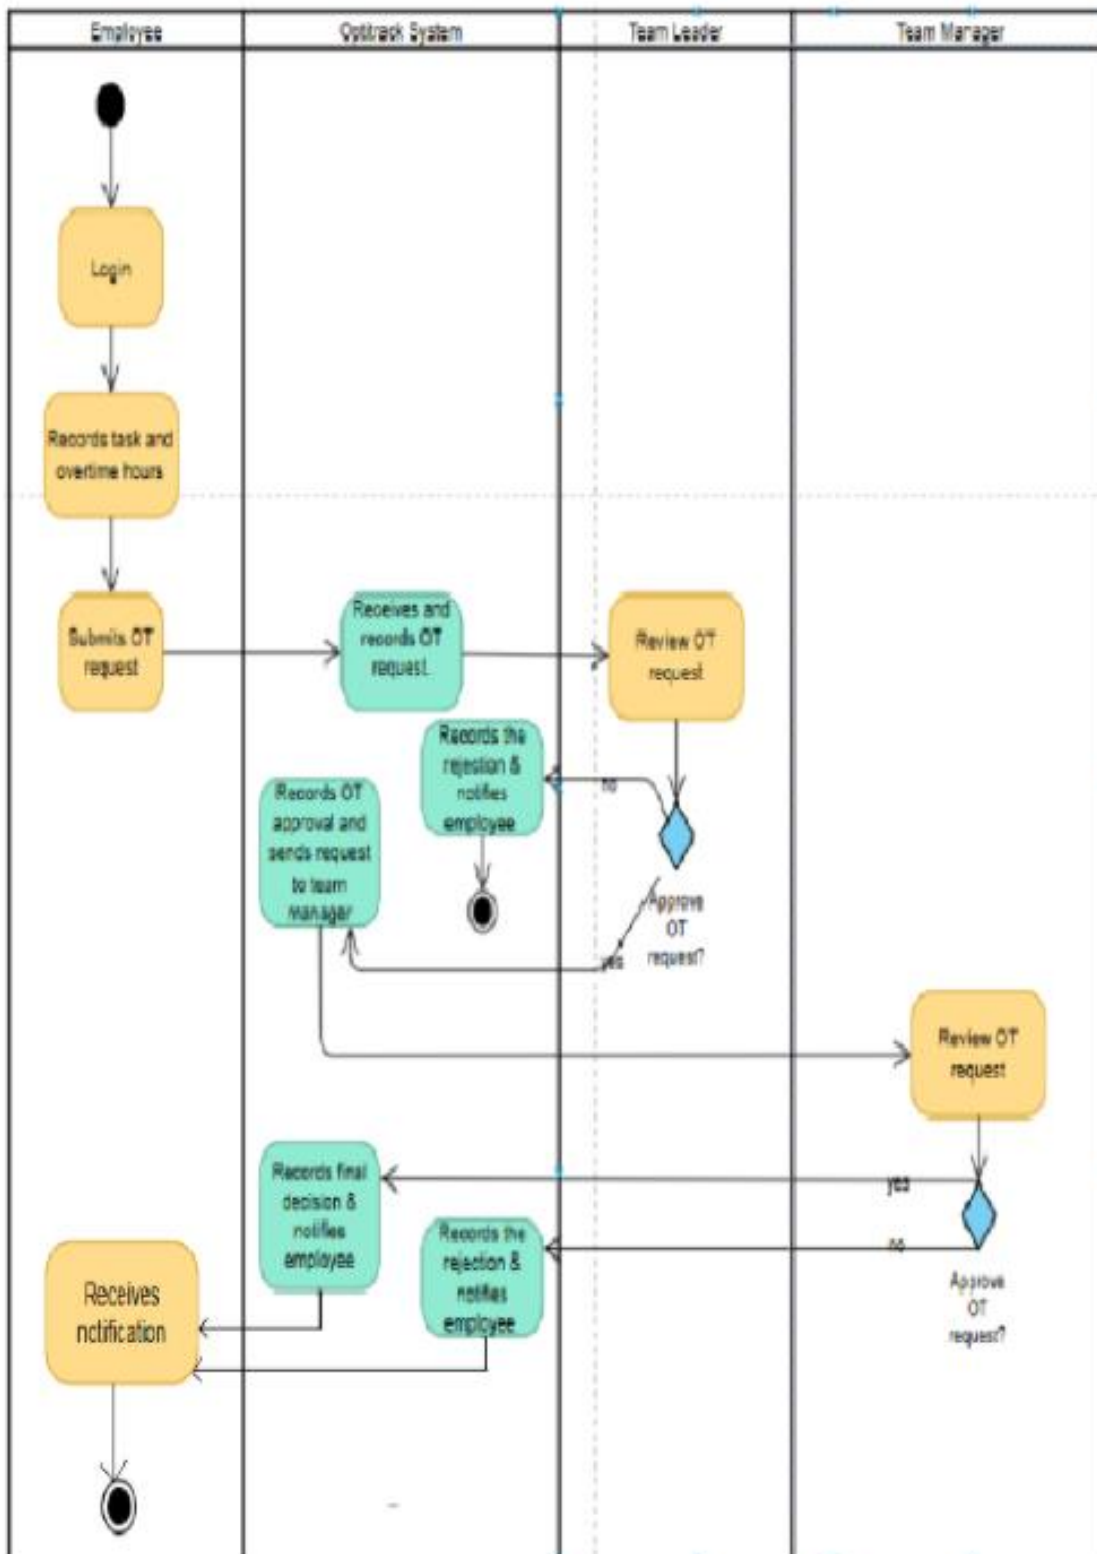 Employee
Optitrack System
Team Leader
Team Manager
Login
Records task and
overtime hours
Submits OT
request
Receives and
records OT
request.
Review OT
request
Records the
rejection &
notifies
employee
no
Records OT
approval and
sends request
to team
manager
Approve
OT
request?
yes
Review OT
request
Records final
decision &
notifies
employee
yes
Records the
rejection &
notifies
employee
no
Approve
OT
request?
Receives
notification